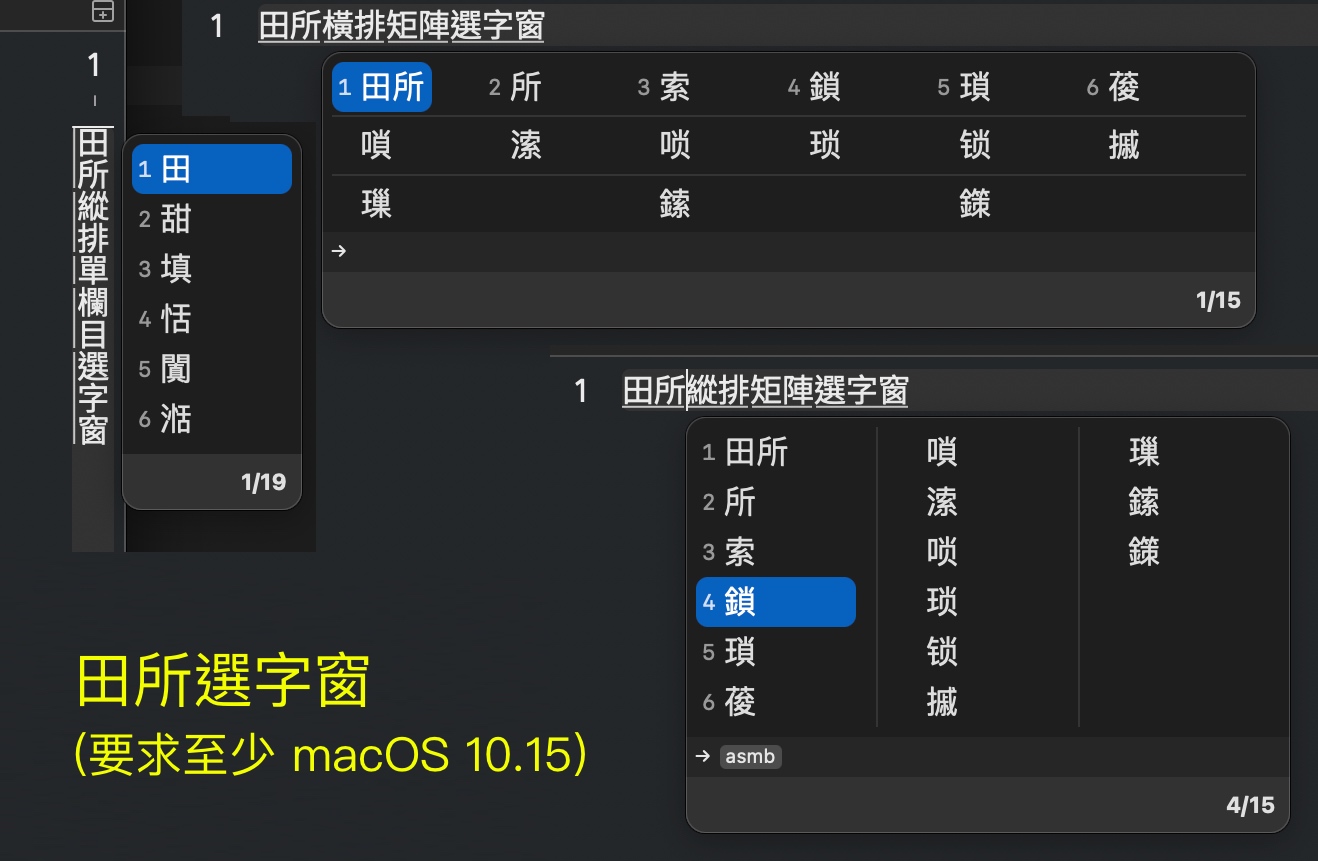 1 田所橫排矩陣選字窗
1 田所 2 所 3 索 4 鎖 5 瑣 6 葰
嗩 溹 唢 琐 锁 摵
璅 鎍
→
1/15
1
田所縱排單欄目選字窗
1 田
2 甜
3 填
4 恬
5 闐
6 湉
1/19
1 田所縱排矩陣選字窗
1 田所 嗩 璅
2 所 溹 鎍
3 索 唢
4 鎖 琐
5 瑣 锁
6 葰 摵
→ asmb
4/15
田所選字窗
(要求至少 macOS 10.15)